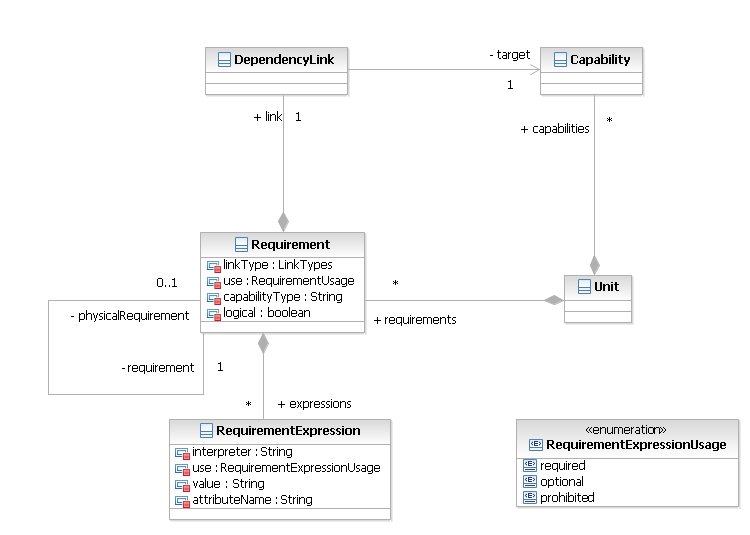 DependencyLink
- target
Capability
1
+ link
1
+ capabilities
*
Requirement
linkType : LinkTypes
use : RequirementUsage
capabilityType : String
logical : boolean
0..1
- physicalRequirement
- requirement
1
*
+ requirements
Unit
*
+ expressions
RequirementExpression
interpreter : String
use : RequirementExpressionUsage
value : String
attributeName : String
«enumeration»
RequirementExpressionUsage
required
optional
prohibited